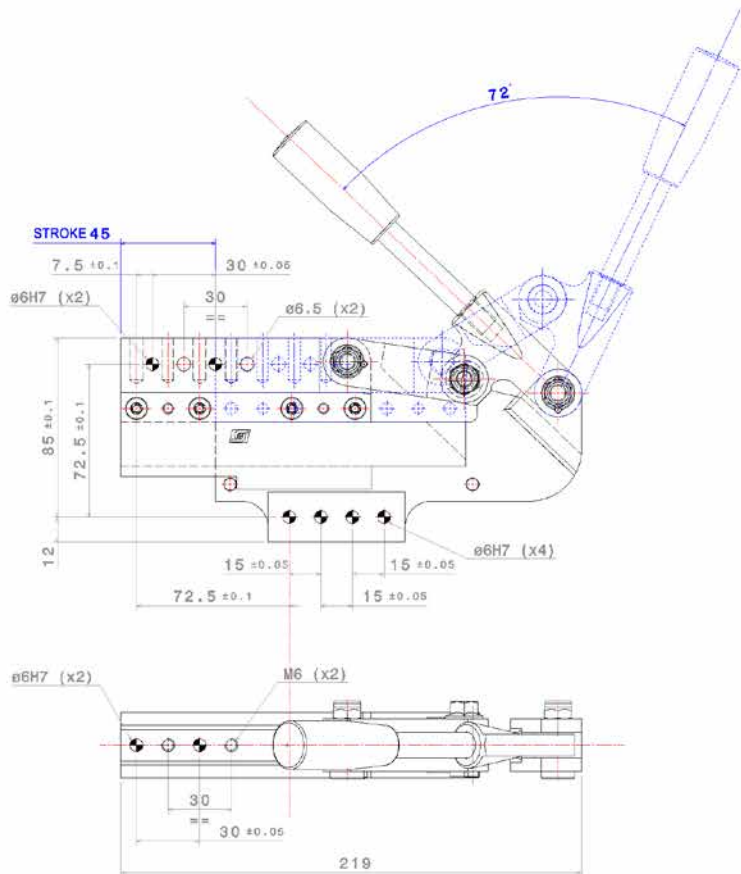 72°
STROKE 45
7.5 ±0.1
30 ±0.05
ø6H7 (x2)
30
==
ø6.5 (x2)
85 ±0.1
72.5 ±0.1
12
ø6H7 (x4)
15 ±0.05
15 ±0.05
72.5 ±0.1
15 ±0.05
ø6H7 (x2)
M6 (x2)
30
==
30 ±0.05
219